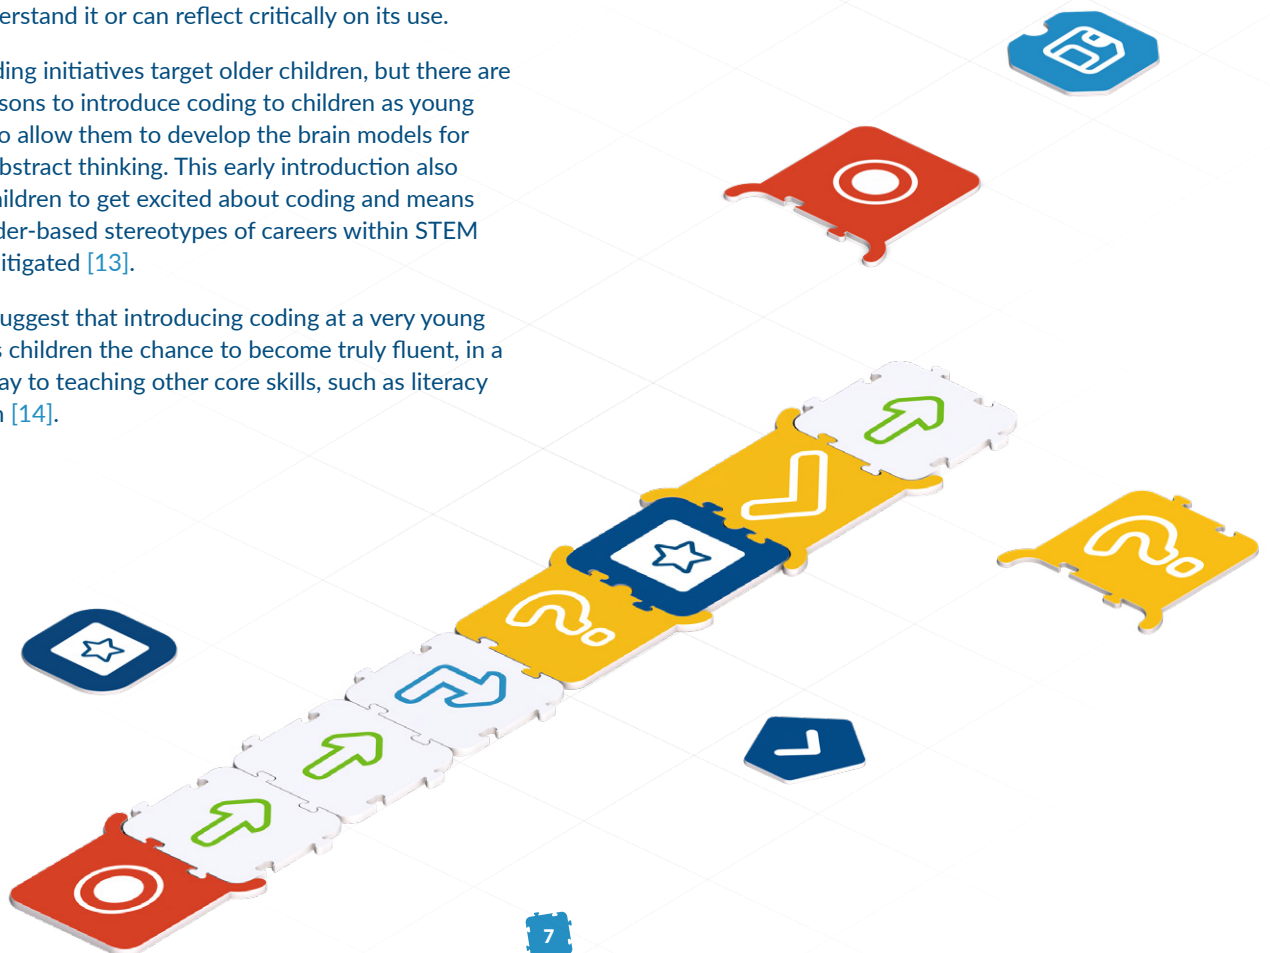 erstand it or can reflect critically on its use.
ding initiatives target older children, but there are
sons to introduce coding to children as young
o allow them to develop the brain models for
bstract thinking. This early introduction also
ildren to get excited about coding and means
der-based stereotypes of careers within STEM
itigated [13].
uggest that introducing coding at a very young
s children the chance to become truly fluent, in a
ay to teaching other core skills, such as literacy
n [14].
7